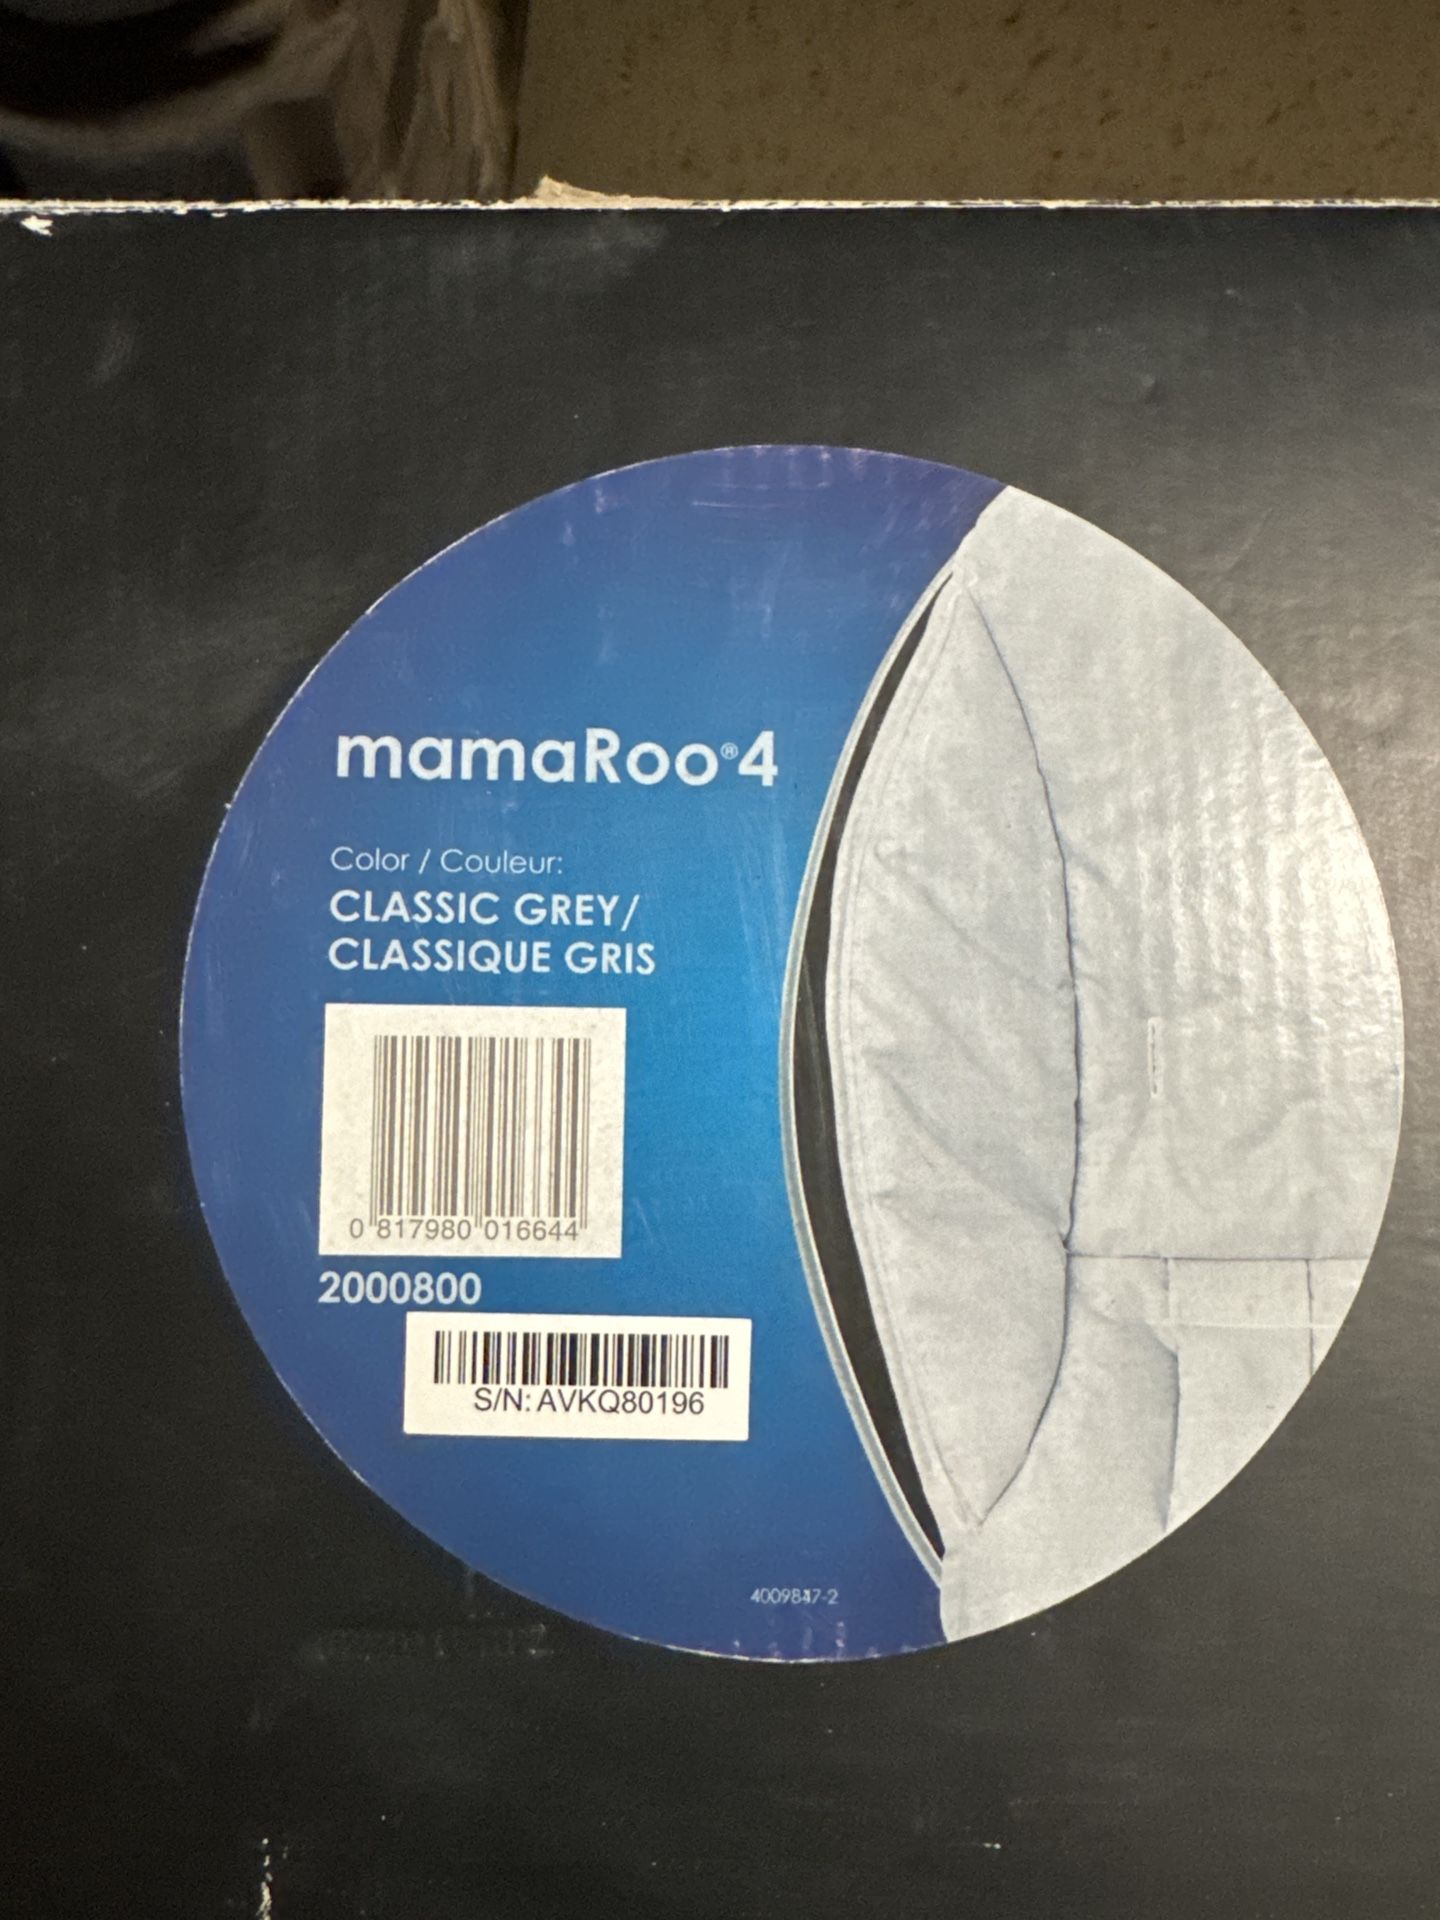 mamaRoo®4
Color / Couleur:
CLASSIC GREY/
CLASSIQUE GRIS
0 817980 016644
2000800
S/N: AVKQ80196
4009847-2